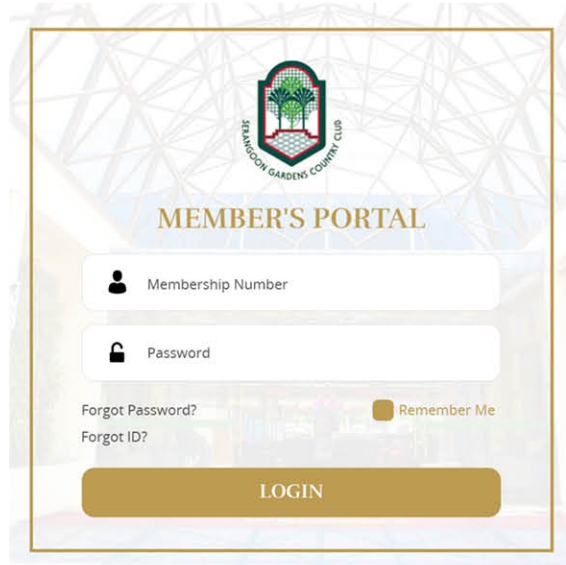 SERANGOON GARDENS COUNTRY CLUB
MEMBER'S PORTAL
Membership Number
Password
Forgot Password?
Remember Me
Forgot ID?
LOGIN